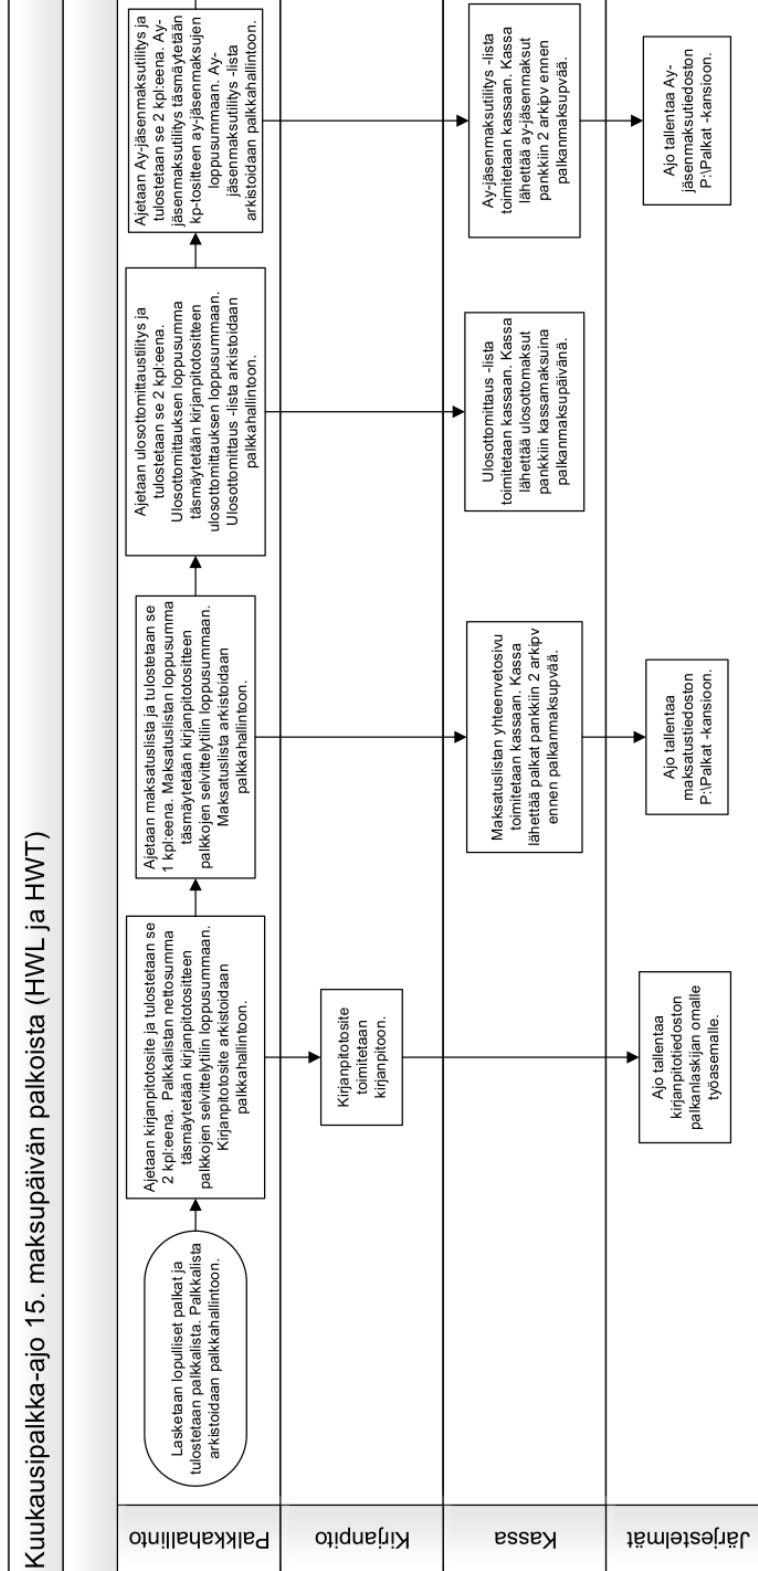 Kuukausipalkka-ajo 15. maksupäivän palkoista (HWL ja HWT)
Palkkahallinto
Lasketaan lopulliset palkat ja
tulostetaan palkkalista. Palkkalista
arkistoidaan palkkahallintoon.
Ajetaan kirjanpitotosite ja tulostetaan se
2 kpl:eena.  Palkkalistan nettosumma
täsmäytetään kirjanpitotositteen
palkkojen selvittelytilin loppusummaan.
Kirjanpitotosite arkistoidaan
palkkahallintoon.
Ajetaan maksatuslista ja tulostetaan se
1 kpl:eena. Maksatuslistan loppusumma
täsmäytetään kirjanpitotositteen
palkkojen selvittelytilin loppusummaan.
Maksatuslista arkistoidaan
palkkahallintoon.
Ajetaan ulosottomittaustilitys ja
tulostetaan se 2 kpl:eena.
Ulosottomittauksen loppusumma
täsmäytetään kirjanpitotositteen
ulosottomittauksen loppusummaan.
Ulosottomittaus -lista arkistoidaan
palkkahallintoon.
Ajetaan Ay-jäsenmaksutilitys ja
tulostetaan se 2 kpl:eena. Ay-
jäsenmaksutilitys täsmäytetään
kp-tositteen ay-jäsenmaksujen
loppusummaan. Ay-
jäsenmaksutilitys -lista
arkistoidaan palkkahallintoon.
Kirjanpito
Kirjanpitotosite
toimitetaan
kirjanpitoon.
Kassa
Maksatuslistan yhteenvetosivu
toimitetaan kassaan. Kassa
lähettää palkat pankkiin 2 arkipv
ennen palkanmaksupvää.
Ulosottomittaus -lista
toimitetaan kassaan. Kassa
lähettää ulosottomaksut
pankkiin kassamaksuina
palkanmaksupäivänä.
Ay-jäsenmaksutilitys -lista
toimitetaan kassaan. Kassa
lähettää ay-jäsenmaksut
pankkiin 2 arkipv ennen
palkanmaksupvää.
Järjestelmät
Ajo tallentaa
kirjanpitotiedoston
palkanlaskijan omalle
työasemalle.
Ajo tallentaa
maksatustiedoston
P:\Palkat -kansioon.
Ajo tallentaa Ay-
jäsenmaksutiedoston
P:\Palkat -kansioon.